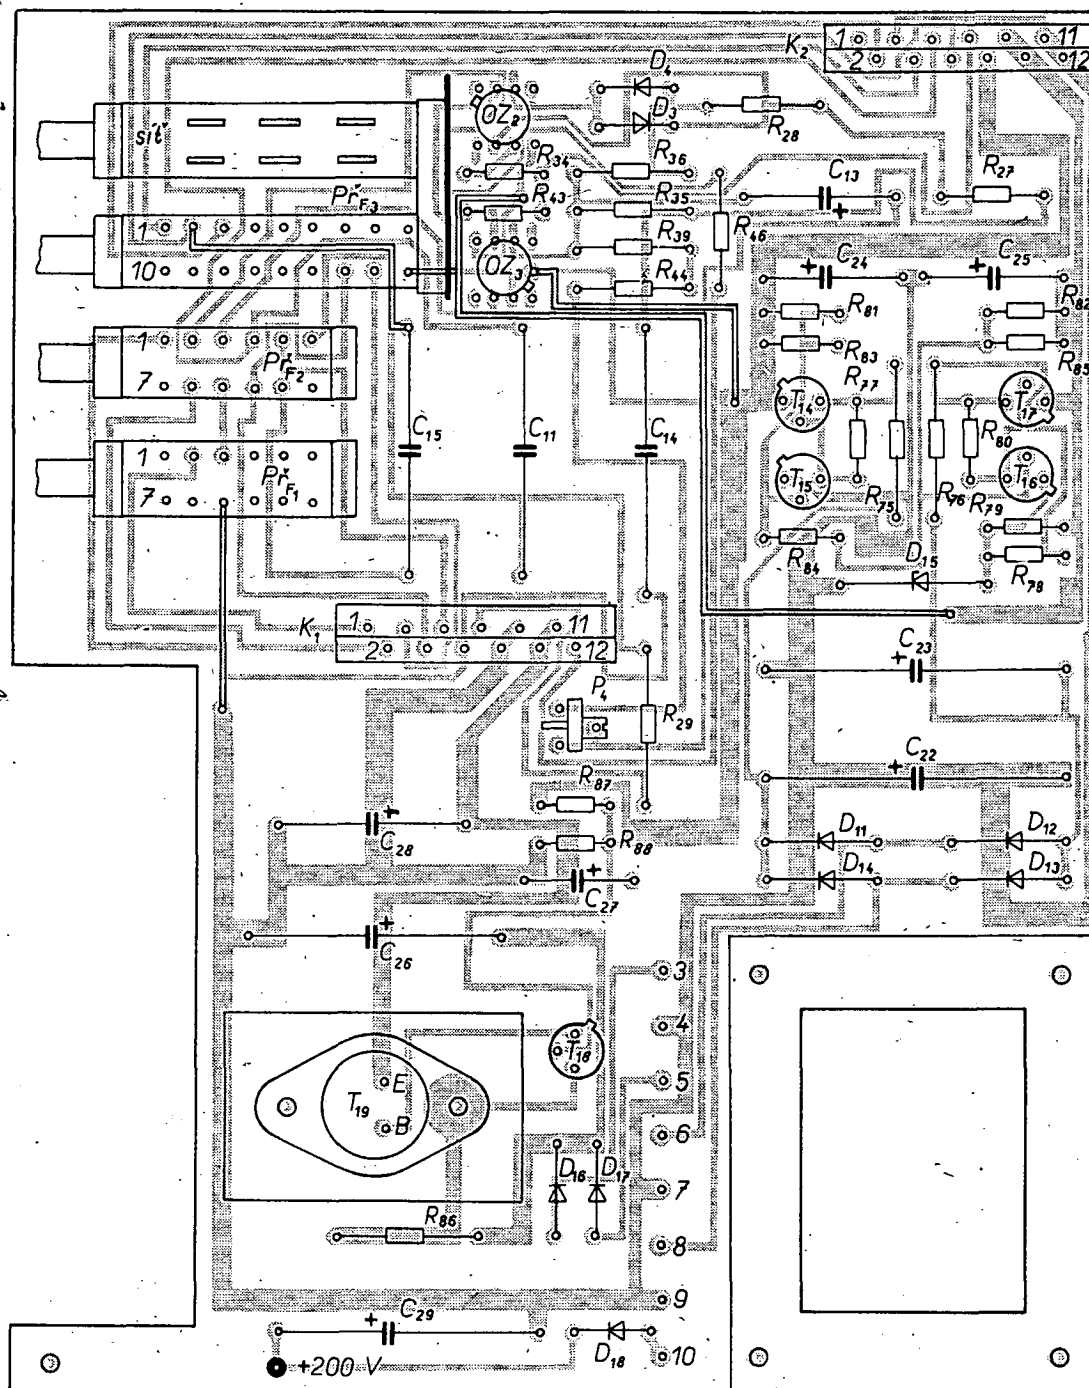 K₂ 1 11
2 12
D₄
síť
OZ₂
D₃
R₂₈
R₃₄
R₃₆
C₁₃
R₂₇
Př_F3
R₄₃
R₃₅
+
1
R₄₆
R₃₉
10
OZ₃
+ C₂₄
+ C₂₅
R₄₄
R₈₁
R₈₂
1
Př_F2
R₈₃
R₈₅
7
R₇₇
T₁₄
T₁₇
C₁₅
C₁₁
C₁₄
R₈₀
1
Př_F1
T₁₅
T₁₆
7
R₇₅
R₇₆
R₇₉
R₈₄
D₁₅
R₇₈
K₁ 1 11
2 12
+ C₂₃
P₄
R₂₉
+ C₂₂
R₈₇
+
C₂₈
R₈₈
D₁₁
D₁₂
D₁₄
D₁₃
+
C₂₇
+
C₂₆
3
4
T₁₈
5
E
T₁₉
B
6
D₁₆
D₁₇
7
R₈₆
8
9
+ C₂₉
D₁₈
10
+200 V